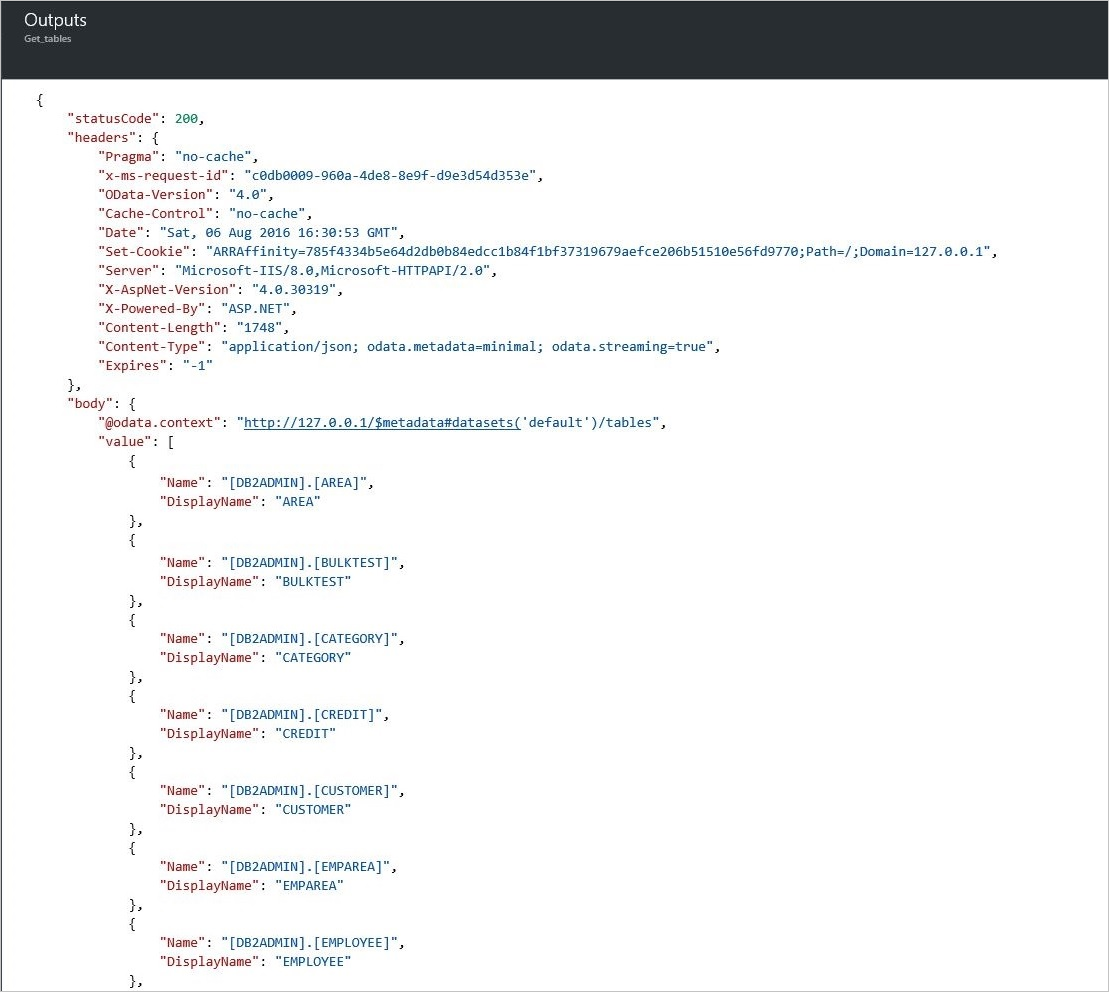 Outputs
Get_tables
{
"statusCode": 200,
"headers": {
"Pragma": "no-cache",
"x-ms-request-id": "c0db0009-960a-4de8-8e9f-d9e3d54d353e",
"OData-Version": "4.0",
"Cache-Control": "no-cache",
"Date": "Sat, 06 Aug 2016 16:30:53 GMT",
"Set-Cookie": "ARRAffinity=785f4334b5e64d2db0b84edcc1b84f1bf37319679aefce206b51510e56fd9770;Path=/;Domain=127.0.0.1",
"Server": "Microsoft-IIS/8.0,Microsoft-HTTPAPI/2.0",
"X-AspNet-Version": "4.0.30319",
"X-Powered-By": "ASP.NET",
"Content-Length": "1748",
"Content-Type": "application/json; odata.metadata=minimal; odata.streaming=true",
"Expires": "-1"
},
"body": {
"@odata.context": "http://127.0.0.1/$metadata#datasets('default')/tables",
"value": [
{
"Name": "[DB2ADMIN].[AREA]",
"DisplayName": "AREA"
},
{
"Name": "[DB2ADMIN].[BULKTEST]",
"DisplayName": "BULKTEST"
},
{
"Name": "[DB2ADMIN].[CATEGORY]",
"DisplayName": "CATEGORY"
},
{
"Name": "[DB2ADMIN].[CREDIT]",
"DisplayName": "CREDIT"
},
{
"Name": "[DB2ADMIN].[CUSTOMER]",
"DisplayName": "CUSTOMER"
},
{
"Name": "[DB2ADMIN].[EMPAREA]",
"DisplayName": "EMPAREA"
},
{
"Name": "[DB2ADMIN].[EMPLOYEE]",
"DisplayName": "EMPLOYEE"
},